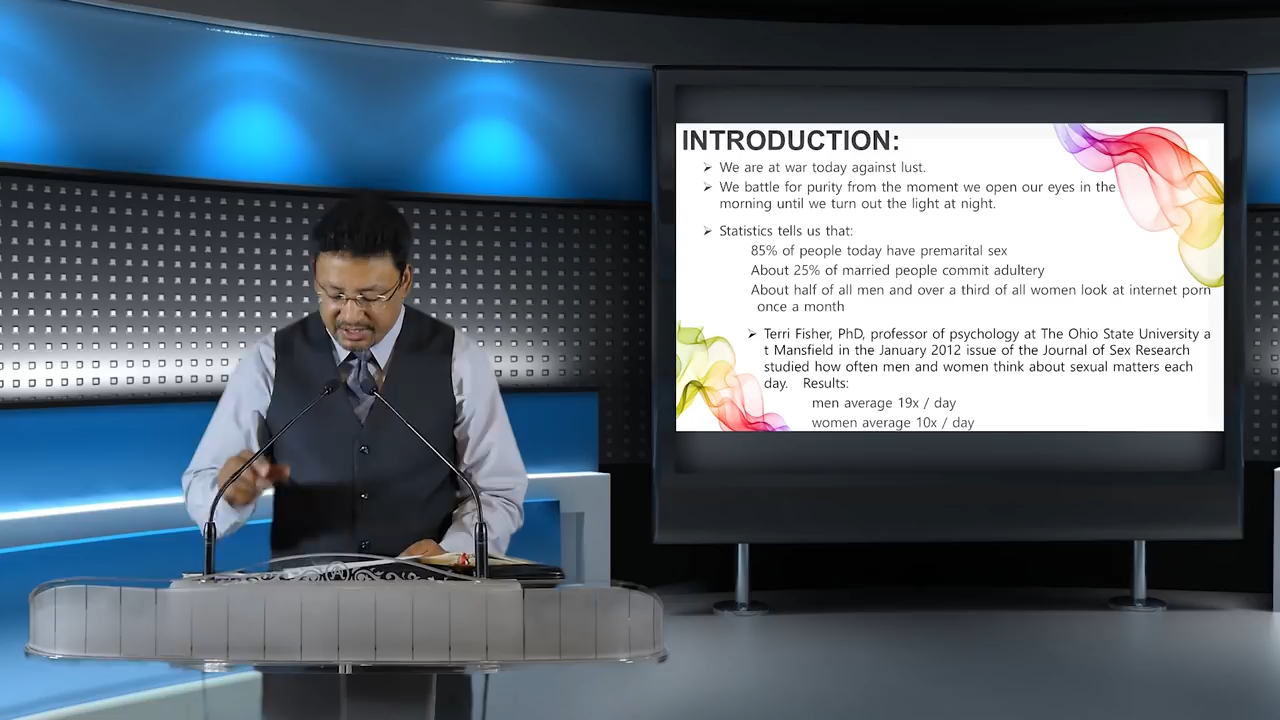 INTRODUCTION:
We are at war today against lust.
We battle for purity from the moment we open our eyes in the
morning until we turn out the light at night.
Statistics tells us that:
85% of people today have premarital sex
About 25% of married people commit adultery
About half of all men and over a third of all women look at internet porn
once a month
Terri Fisher, PhD, professor of psychology at The Ohio State University a
t Mansfield in the January 2012 issue of the Journal of Sex Research
studied how often men and women think about sexual matters each
day. Results:
men average 19x / day
women average 10x / day